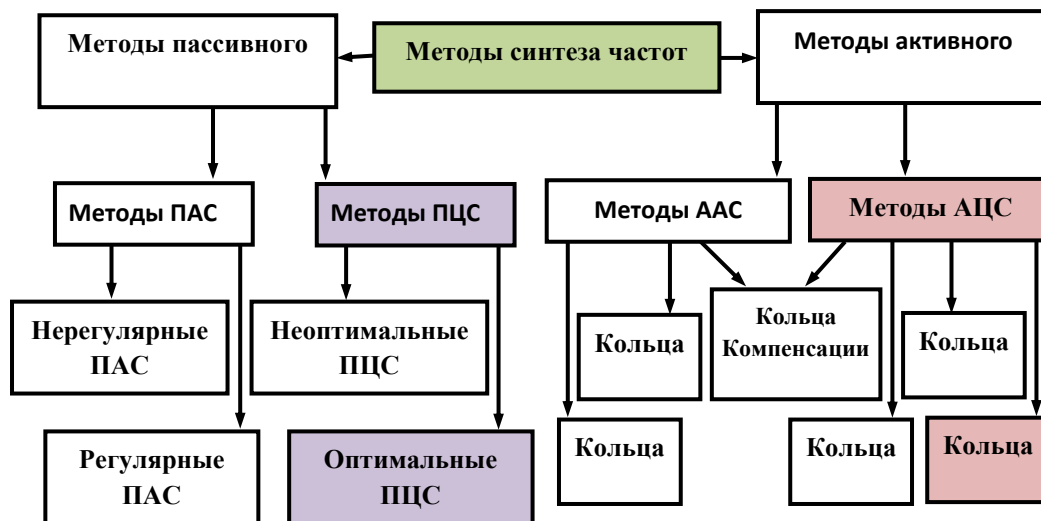 Методы пассивного
Методы синтеза частот
Методы активного
Методы ПАС
Методы ПЦС
Методы ААС
Методы АЦС
Нерегулярные
ПАС
Неоптимальные
ПЦС
Кольца
Кольца
Компенсации
Кольца
Регулярные
ПАС
Оптимальные
ПЦС
Кольца
Кольца
Кольца